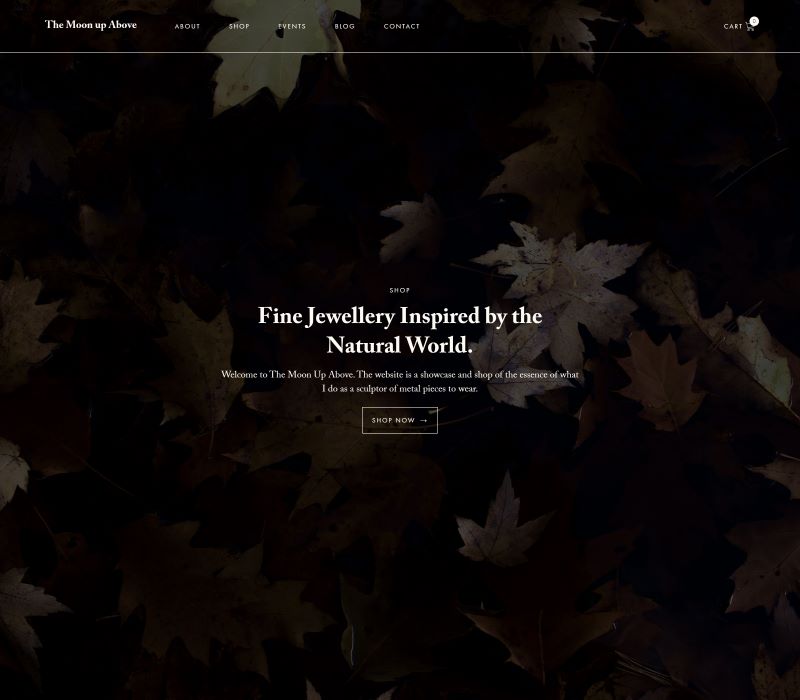 The Moon up Above
ABOUT
SHOP
EVENTS
BLOG
CONTACT
CART 0
SHOP
Fine Jewellery Inspired by the
Natural World.
Welcome to The Moon Up Above. The website is a showcase and shop of the essence of what
I do as a sculptor of metal pieces to wear.
SHOP NOW →